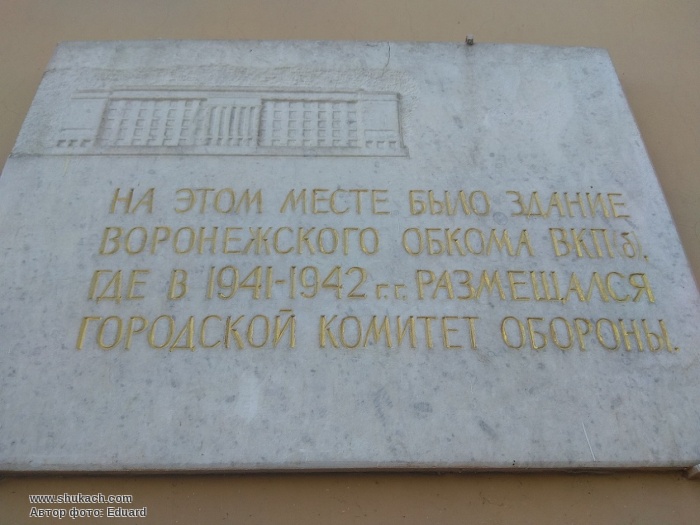 НА ЭТОМ МЕСТЕ БЫЛО ЗДАНИЕ
ВОРОНЕЖСКОГО ОБКОМА ВКП(б),
ГДЕ В 1941-1942 г.г. РАЗМЕЩАЛСЯ
ГОРОДСКОЙ КОМИТЕТ ОБОРОНЫ.
www.shukach.com
Автор фото: Eduard